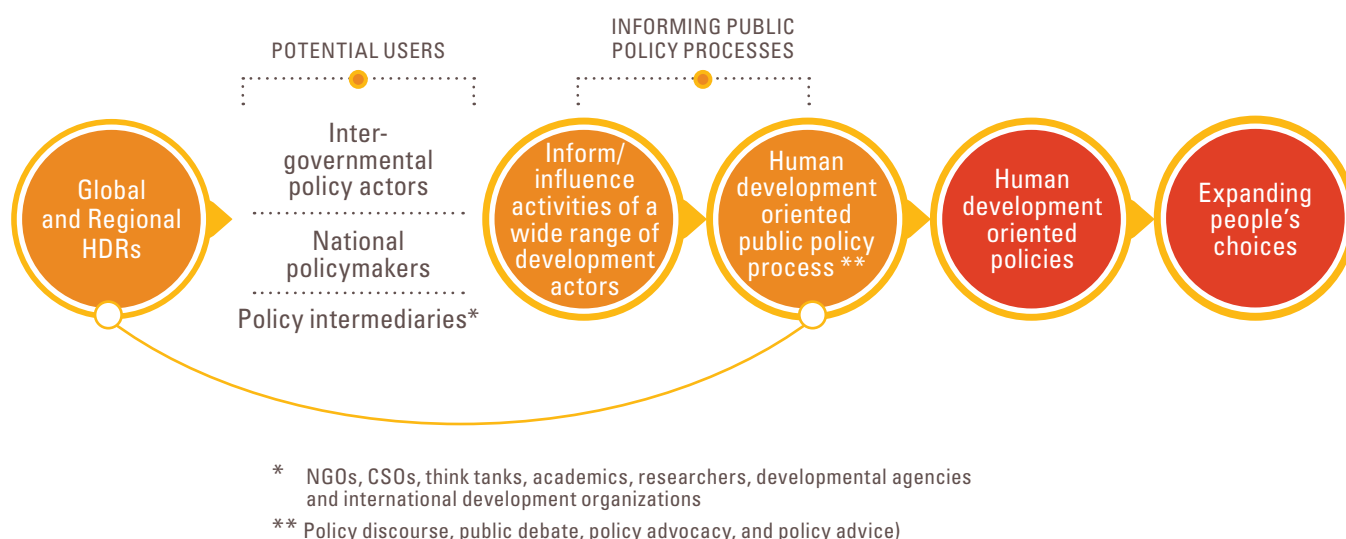 POTENTIAL USERS
INFORMING PUBLIC
POLICY PROCESSES
Global
and Regional
HDRs
Inter-
governmental
policy actors
National
policymakers
Policy intermediaries*
Inform/
influence
activities of a
wide range of
development
actors
Human
development
oriented
public policy
process **
Human
development
oriented
policies
Expanding
people's
choices
* NGOs, CSOs, think tanks, academics, researchers, developmental agencies
and international development organizations
** Policy discourse, public debate, policy advocacy, and policy advice)